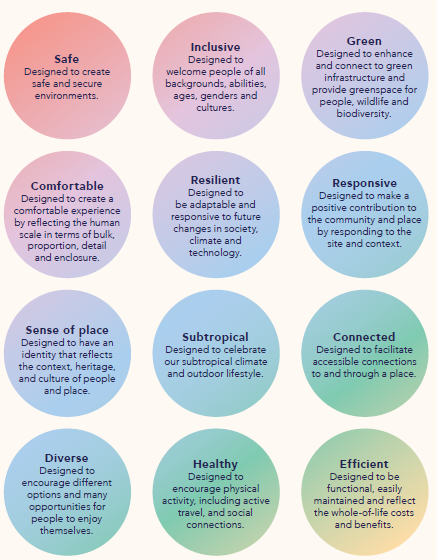 Safe
Designed to create
safe and secure
environments.
Inclusive
Designed to
welcome people of all
backgrounds, abilities,
ages, genders and
cultures.
Green
Designed to enhance
and connect to green
infrastructure and
provide greenspace for
people, wildlife and
biodiversity.
Comfortable
Designed to create a
comfortable experience
by reflecting the human
scale in terms of bulk,
proportion, detail
and enclosure.
Resilient
Designed to
be adaptable and
responsive to future
changes in society,
climate and
technology.
Responsive
Designed to make a
positive contribution to
the community and place
by responding to the
site and context.
Sense of place
Designed to have an
identity that reflects
the context, heritage,
and culture of people
and place.
Subtropical
Designed to celebrate
our subtropical climate
and outdoor lifestyle.
Connected
Designed to facilitate
accessible connections
to and through a place.
Diverse
Designed to
encourage different
options and many
opportunities for
people to enjoy
themselves.
Healthy
Designed to
encourage physical
activity, including active
travel, and social
connections.
Efficient
Designed to be
functional, easily
maintained and reflect
the whole-of-life costs
and benefits.